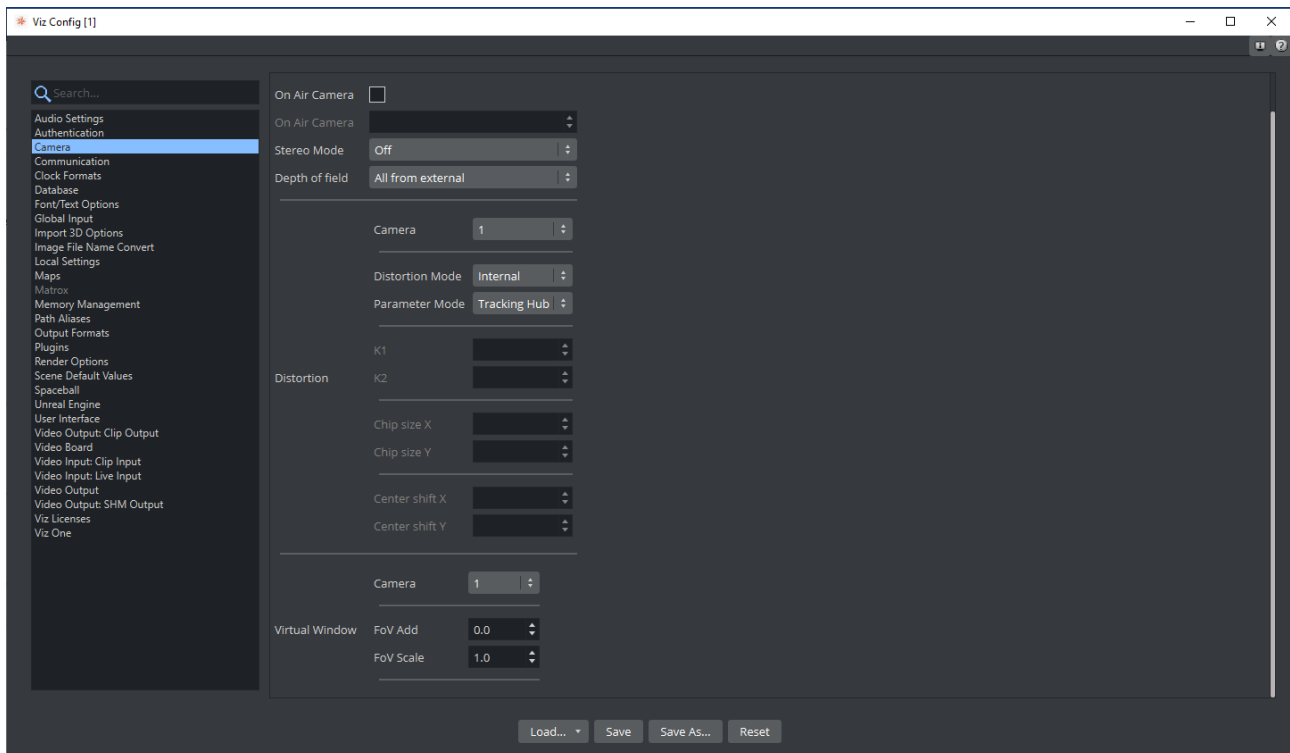 Viz Config [1]
Search...
Audio Settings
Authentication
Camera
Communication
Clock Formats
Database
Font/Text Options
Global Input
Import 3D Options
Image File Name Convert
Local Settings
Maps
Matrox
Memory Management
Path Aliases
Output Formats
Plugins
Render Options
Scene Default Values
Spaceball
Unreal Engine
User Interface
Video Output: Clip Output
Video Board
Video Input: Clip Input
Video Input: Live Input
Video Output
Video Output: SHM Output
Viz Licenses
Viz One
On Air Camera
On Air Camera
Stereo Mode Off
Depth of field All from external
Camera 1
Distortion Mode Internal
Parameter Mode Tracking Hub
K1
Distortion K2
Chip size X
Chip size Y
Center shift X
Center shift Y
Camera 1
Virtual Window FoV Add 0.0
FoV Scale 1.0
Load... Save Save As... Reset